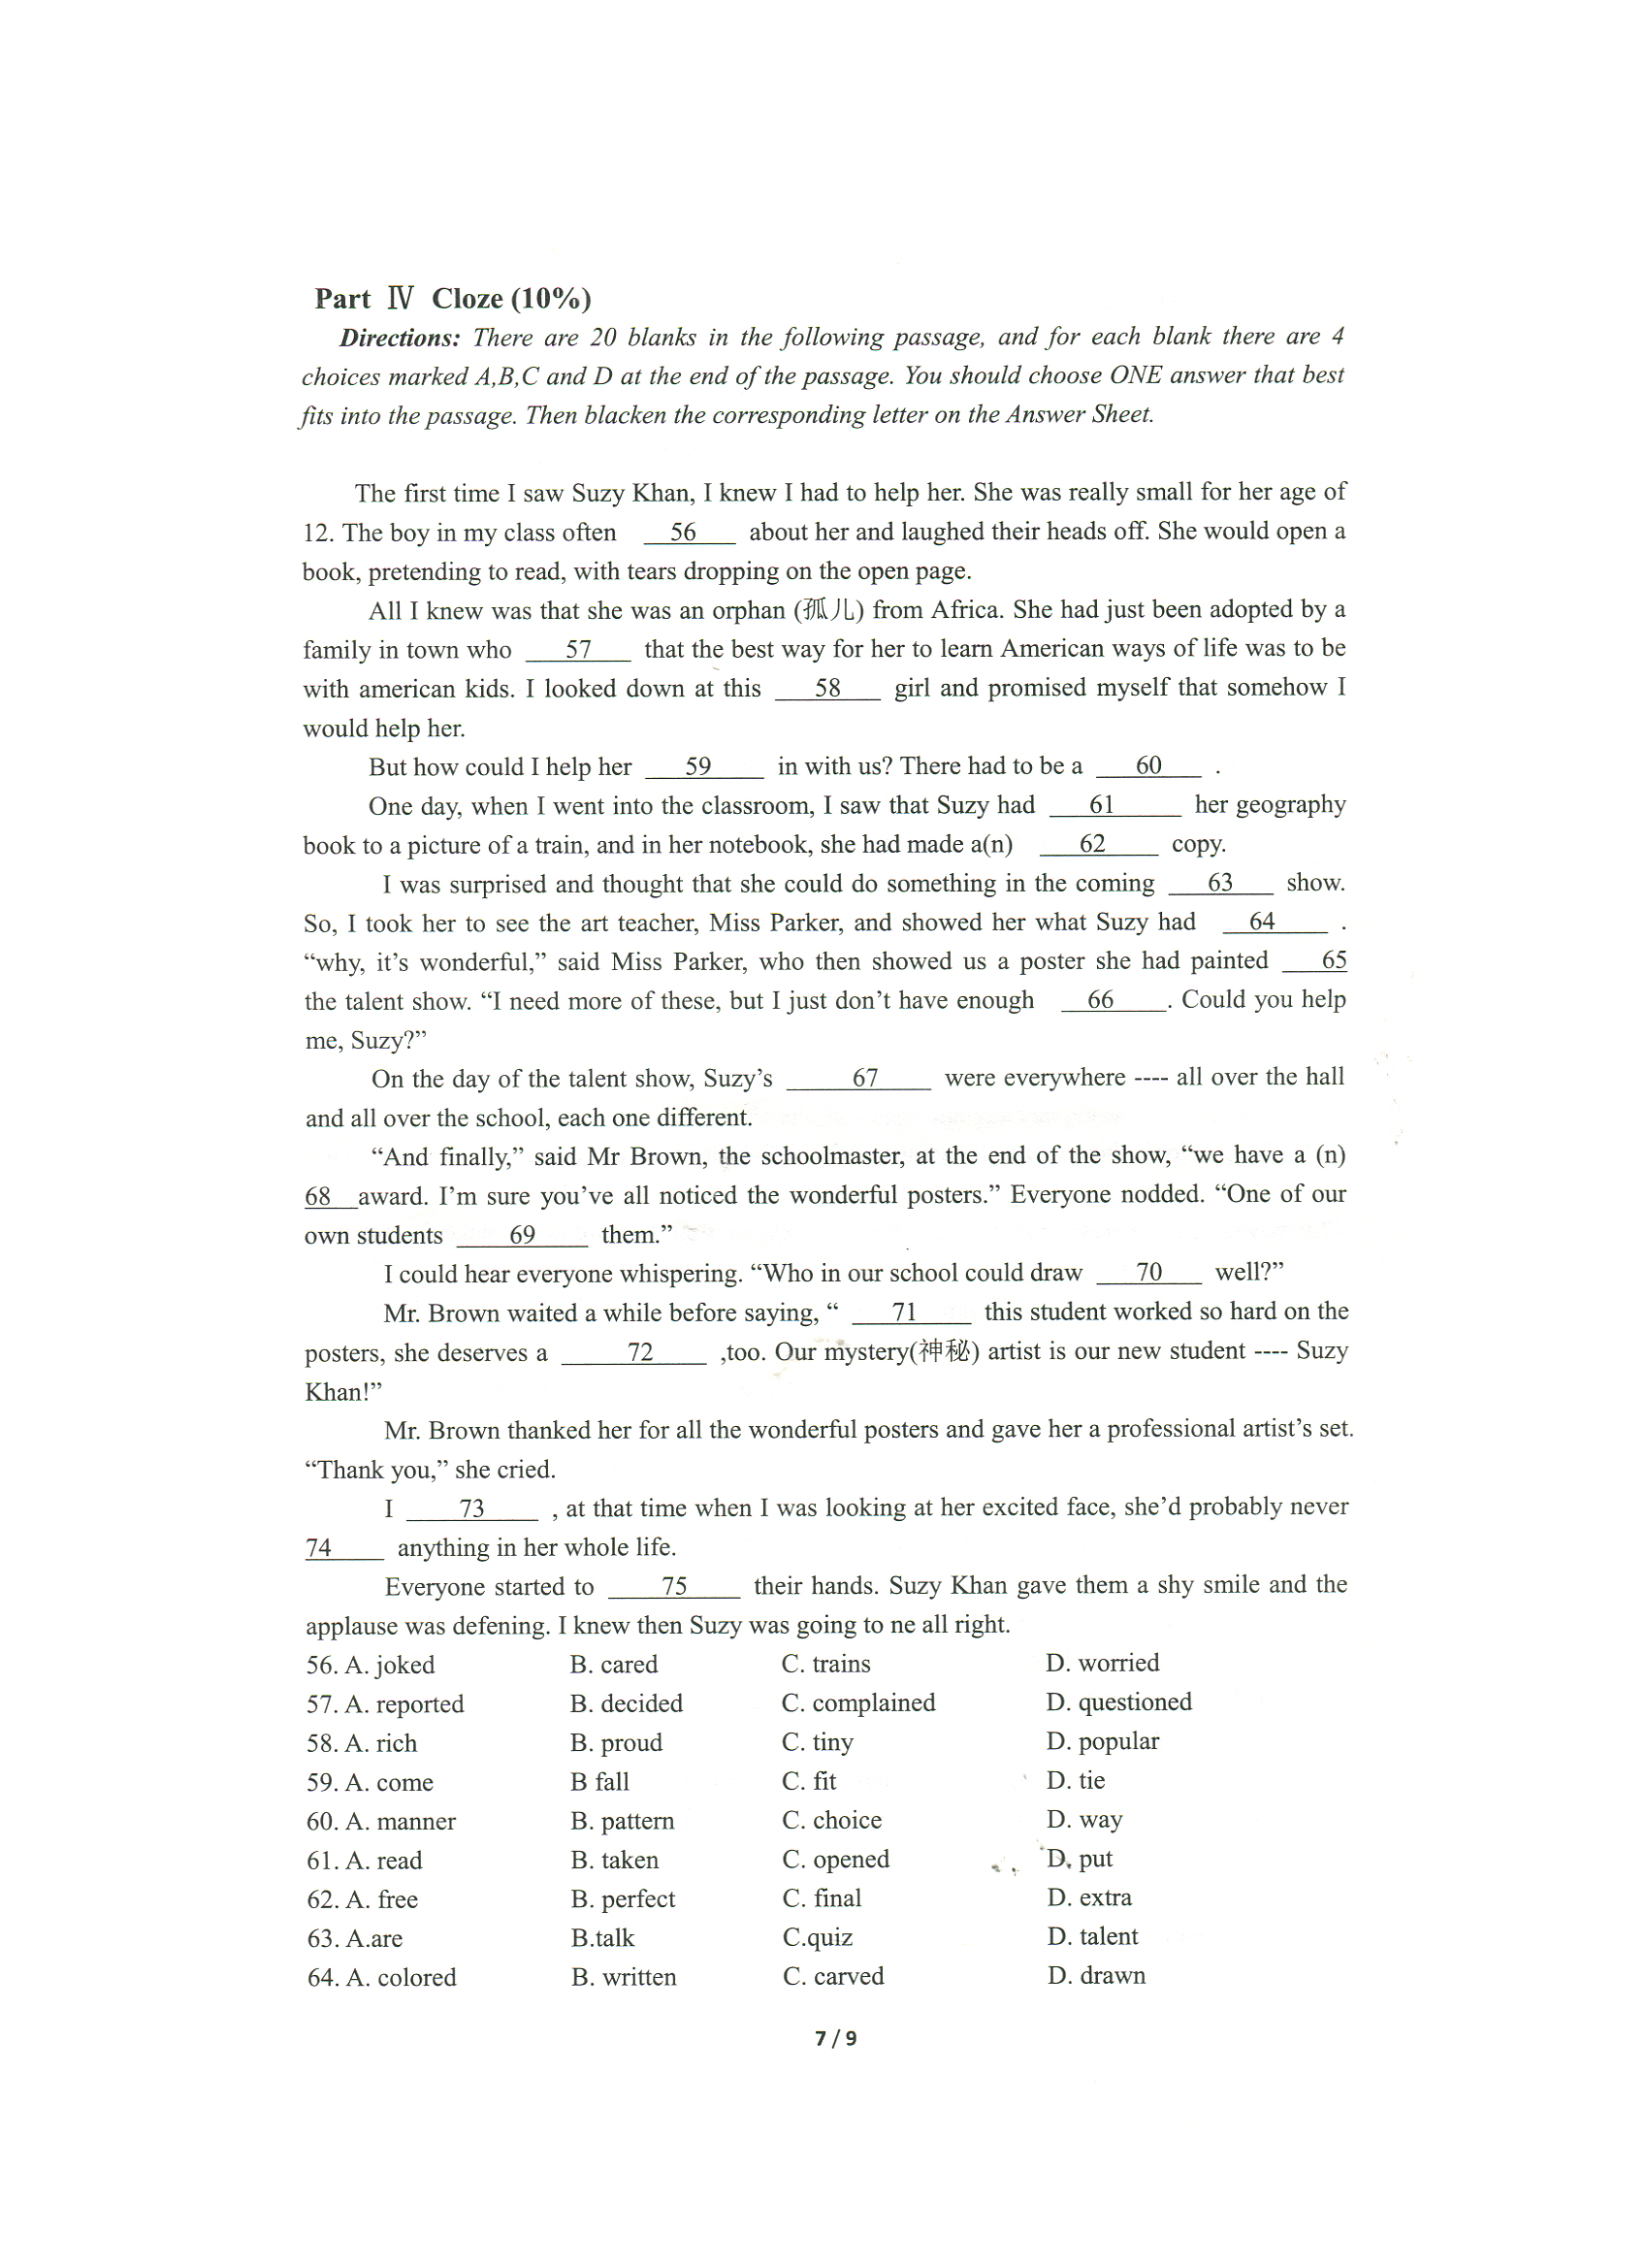 Part Ⅳ Cloze (10%)
Directions: There are 20 blanks in the following passage, and for each blank there are 4
choices marked A,B,C and D at the end of the passage. You should choose ONE answer that best
fits into the passage. Then blacken the corresponding letter on the Answer Sheet.
The first time I saw Suzy Khan, I knew I had to help her. She was really small for her age of
12. The boy in my class often 56 about her and laughed their heads off. She would open a
book, pretending to read, with tears dropping on the open page.
All I knew was that she was an orphan (孤儿) from Africa. She had just been adopted by a
family in town who 57 that the best way for her to learn American ways of life was to be
with american kids. I looked down at this 58 girl and promised myself that somehow I
would help her.
But how could I help her 59 in with us? There had to be a 60 .
One day, when I went into the classroom, I saw that Suzy had 61 her geography
book to a picture of a train, and in her notebook, she had made a(n) 62 copy.
I was surprised and thought that she could do something in the coming 63 show.
So, I took her to see the art teacher, Miss Parker, and showed her what Suzy had 64 .
“why, it’s wonderful,” said Miss Parker, who then showed us a poster she had painted 65
the talent show. “I need more of these, but I just don’t have enough 66 . Could you help
me, Suzy?”
On the day of the talent show, Suzy’s 67 were everywhere ---- all over the hall
and all over the school, each one different.
“And finally,” said Mr Brown, the schoolmaster, at the end of the show, “we have a (n)
68 award. I’m sure you’ve all noticed the wonderful posters.” Everyone nodded. “One of our
own students 69 them.”
I could hear everyone whispering. “Who in our school could draw 70 well?”
Mr. Brown waited a while before saying, “ 71 this student worked so hard on the
posters, she deserves a 72 ,too. Our mystery(神秘) artist is our new student ---- Suzy
Khan!”
Mr. Brown thanked her for all the wonderful posters and gave her a professional artist’s set.
“Thank you,” she cried.
I 73 , at that time when I was looking at her excited face, she’d probably never
74 anything in her whole life.
Everyone started to 75 their hands. Suzy Khan gave them a shy smile and the
applause was defening. I knew then Suzy was going to ne all right.
56. A. joked B. cared C. trains D. worried
57. A. reported B. decided C. complained D. questioned
58. A. rich B. proud C. tiny D. popular
59. A. come B fall C. fit D. tie
60. A. manner B. pattern C. choice D. way
61. A. read B. taken C. opened D. put
62. A. free B. perfect C. final D. extra
63. A.are B.talk C.quiz D. talent
64. A. colored B. written C. carved D. drawn
7 / 9